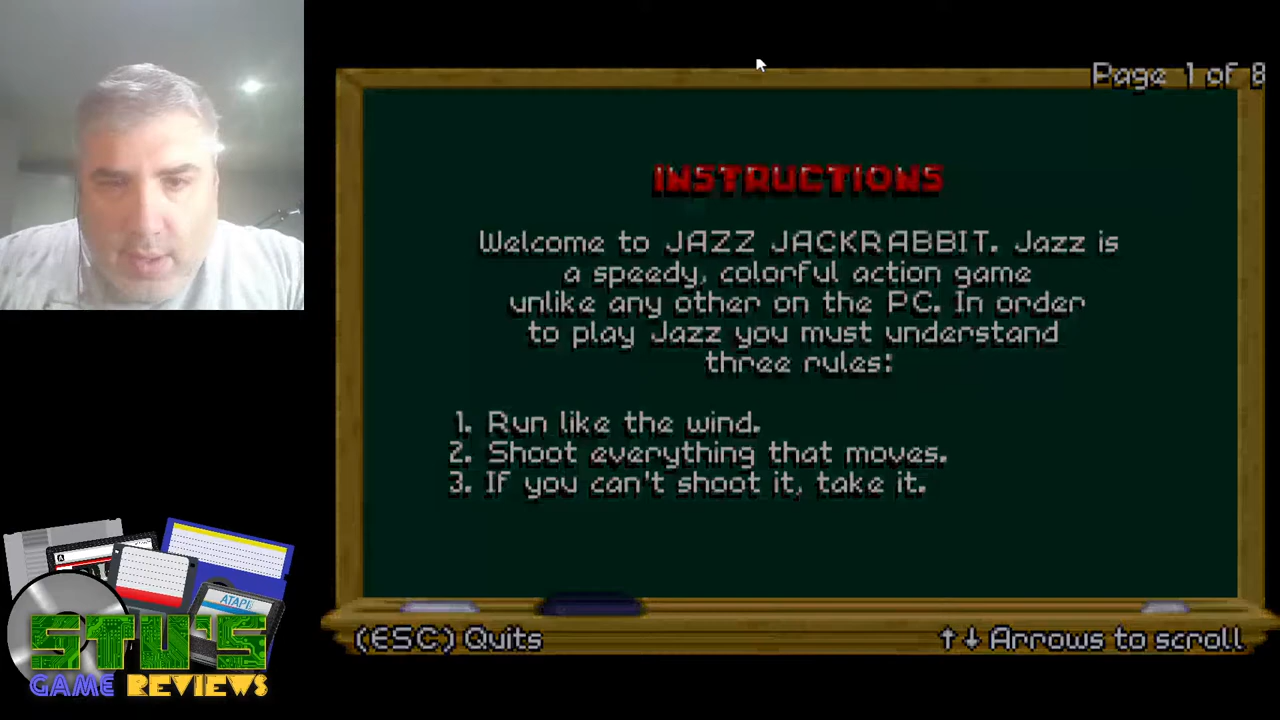 Page 1 of 8
INSTRUCTIONS
Welcome to JAZZ JACKRABBIT. Jazz is
a speedy, colorful action game
unlike any other on the PC. In order
to play Jazz you must understand
three rules:
1. Run like the wind.
2. Shoot everything that moves.
3. If you can't shoot it, take it.
(ESC) Quits
↑↓ Arrows to scroll
A
ATAPI
STU'S
GAME REVIEWS